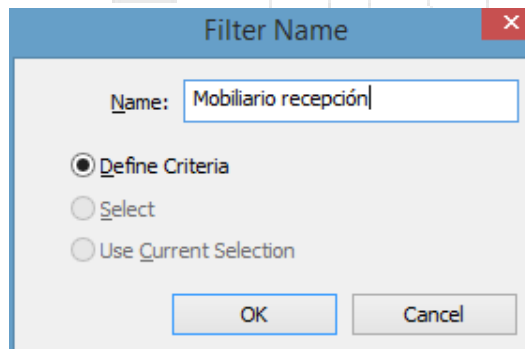 Filter Name
Name: Mobiliario recepción
Define Criteria
Select
Use Current Selection
OK Cancel